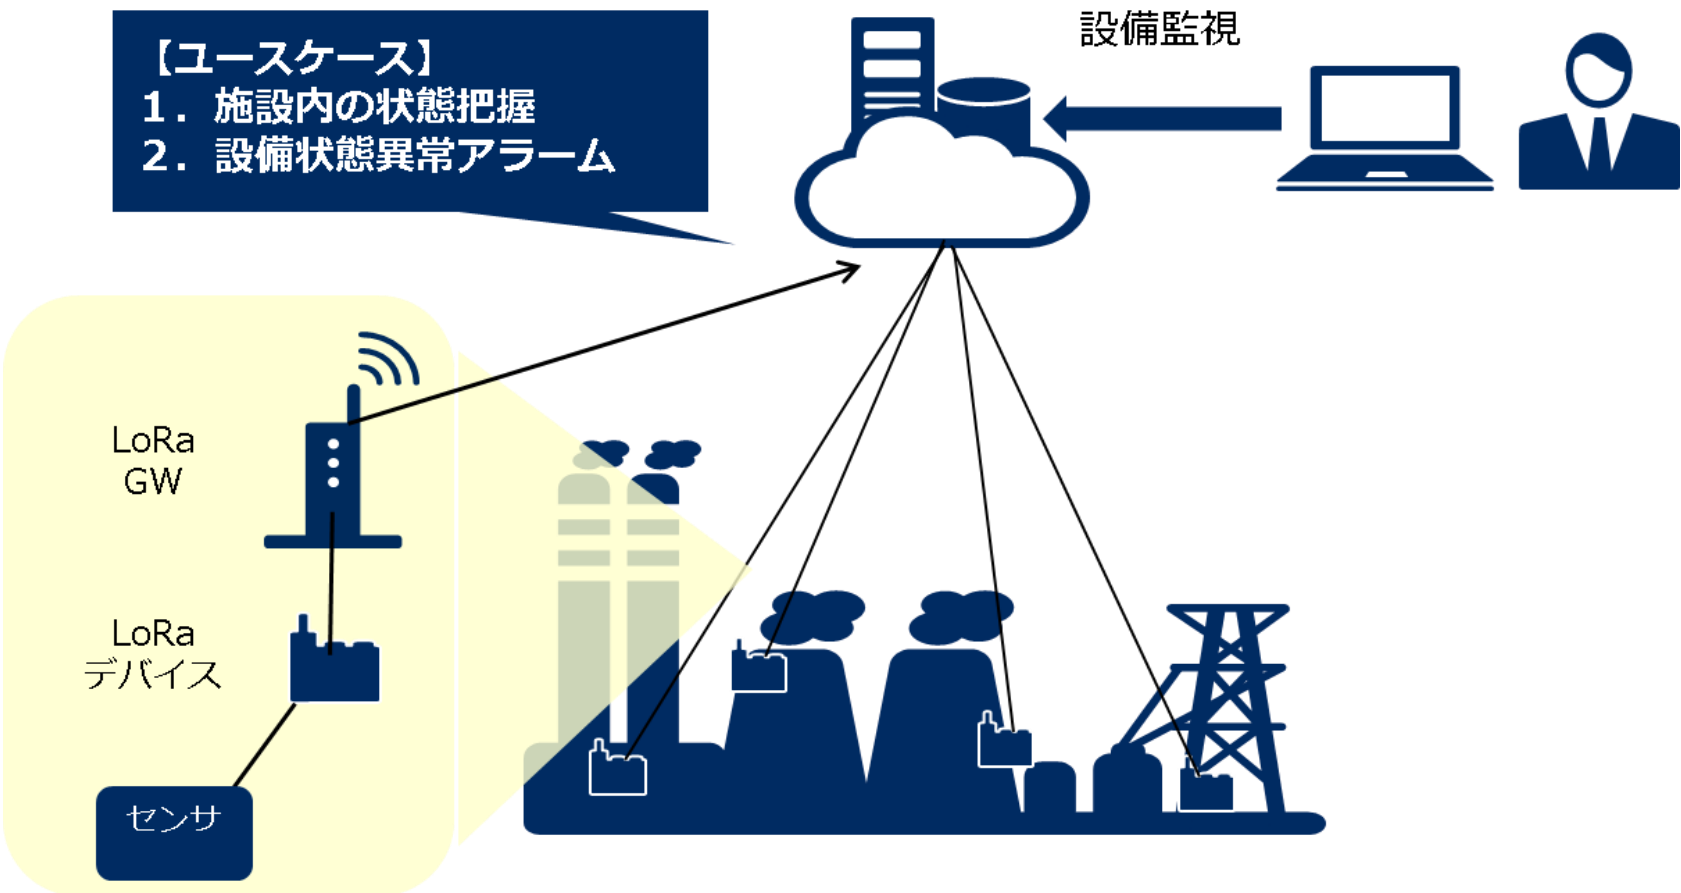 【ユースケース】
１．施設内の状態把握
２．設備状態異常アラーム
設備監視
LoRa
GW
LoRa
デバイス
センサ